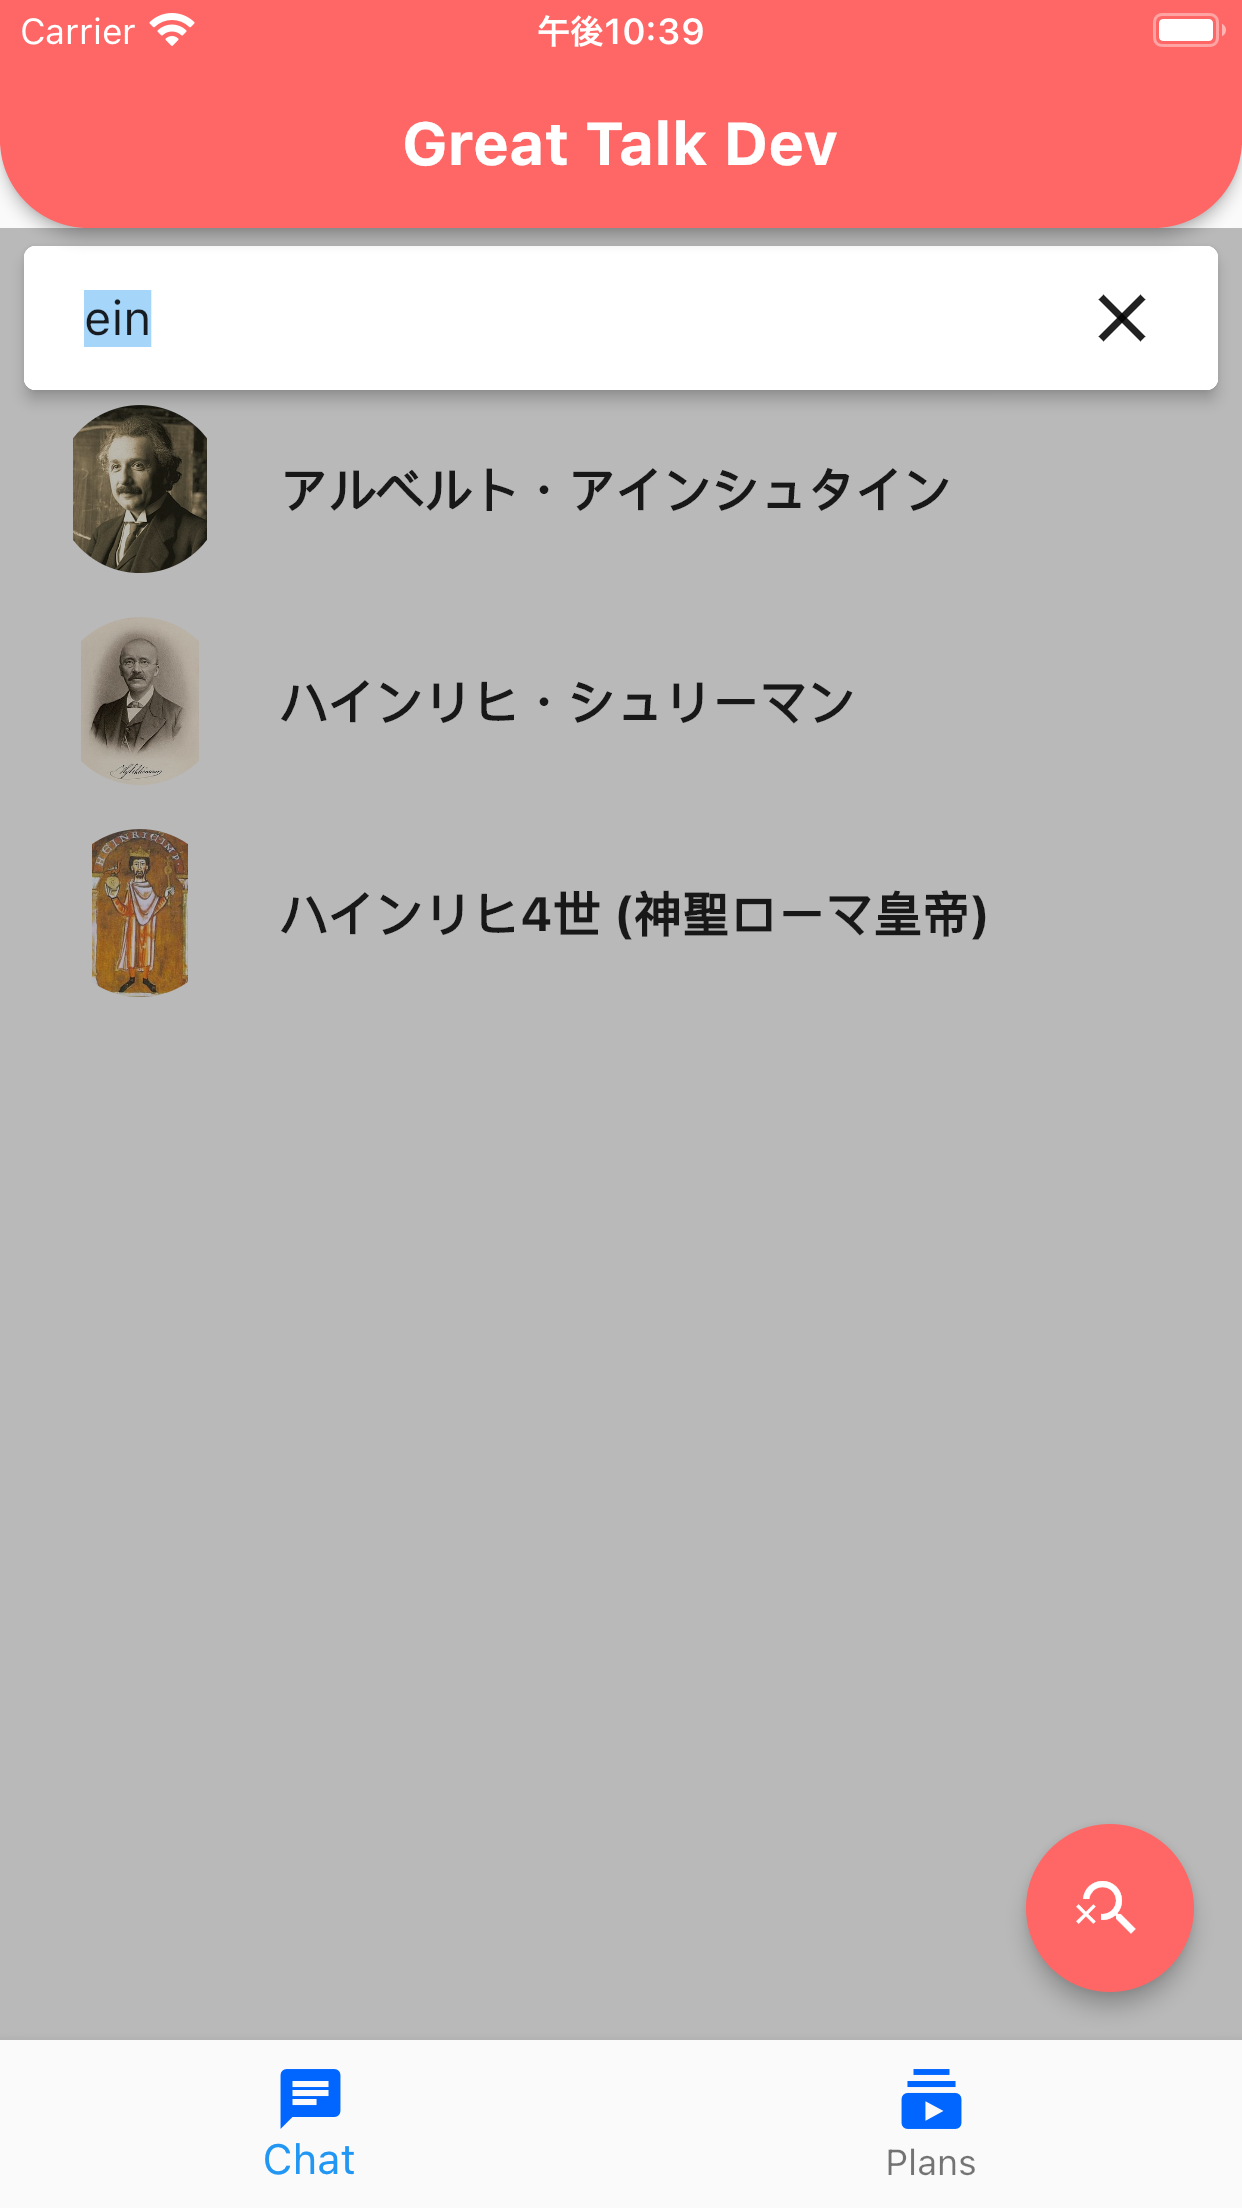 Carrier 午後10:39
Great Talk Dev
ein
アルベルト・アインシュタイン
ハインリヒ・シュリーマン
HEINRICIMP
ハインリヒ4世 (神聖ローマ皇帝)
Chat
Plans